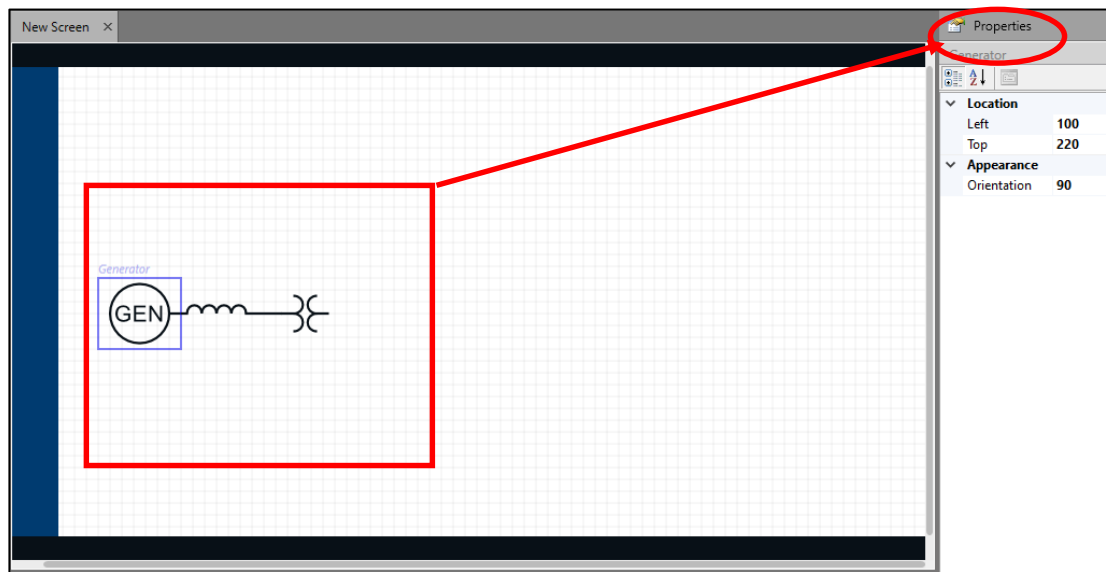 New Screen ×
Properties
Generator
Location
Left 100
Top 220
Appearance
Orientation 90
Generator
GEN